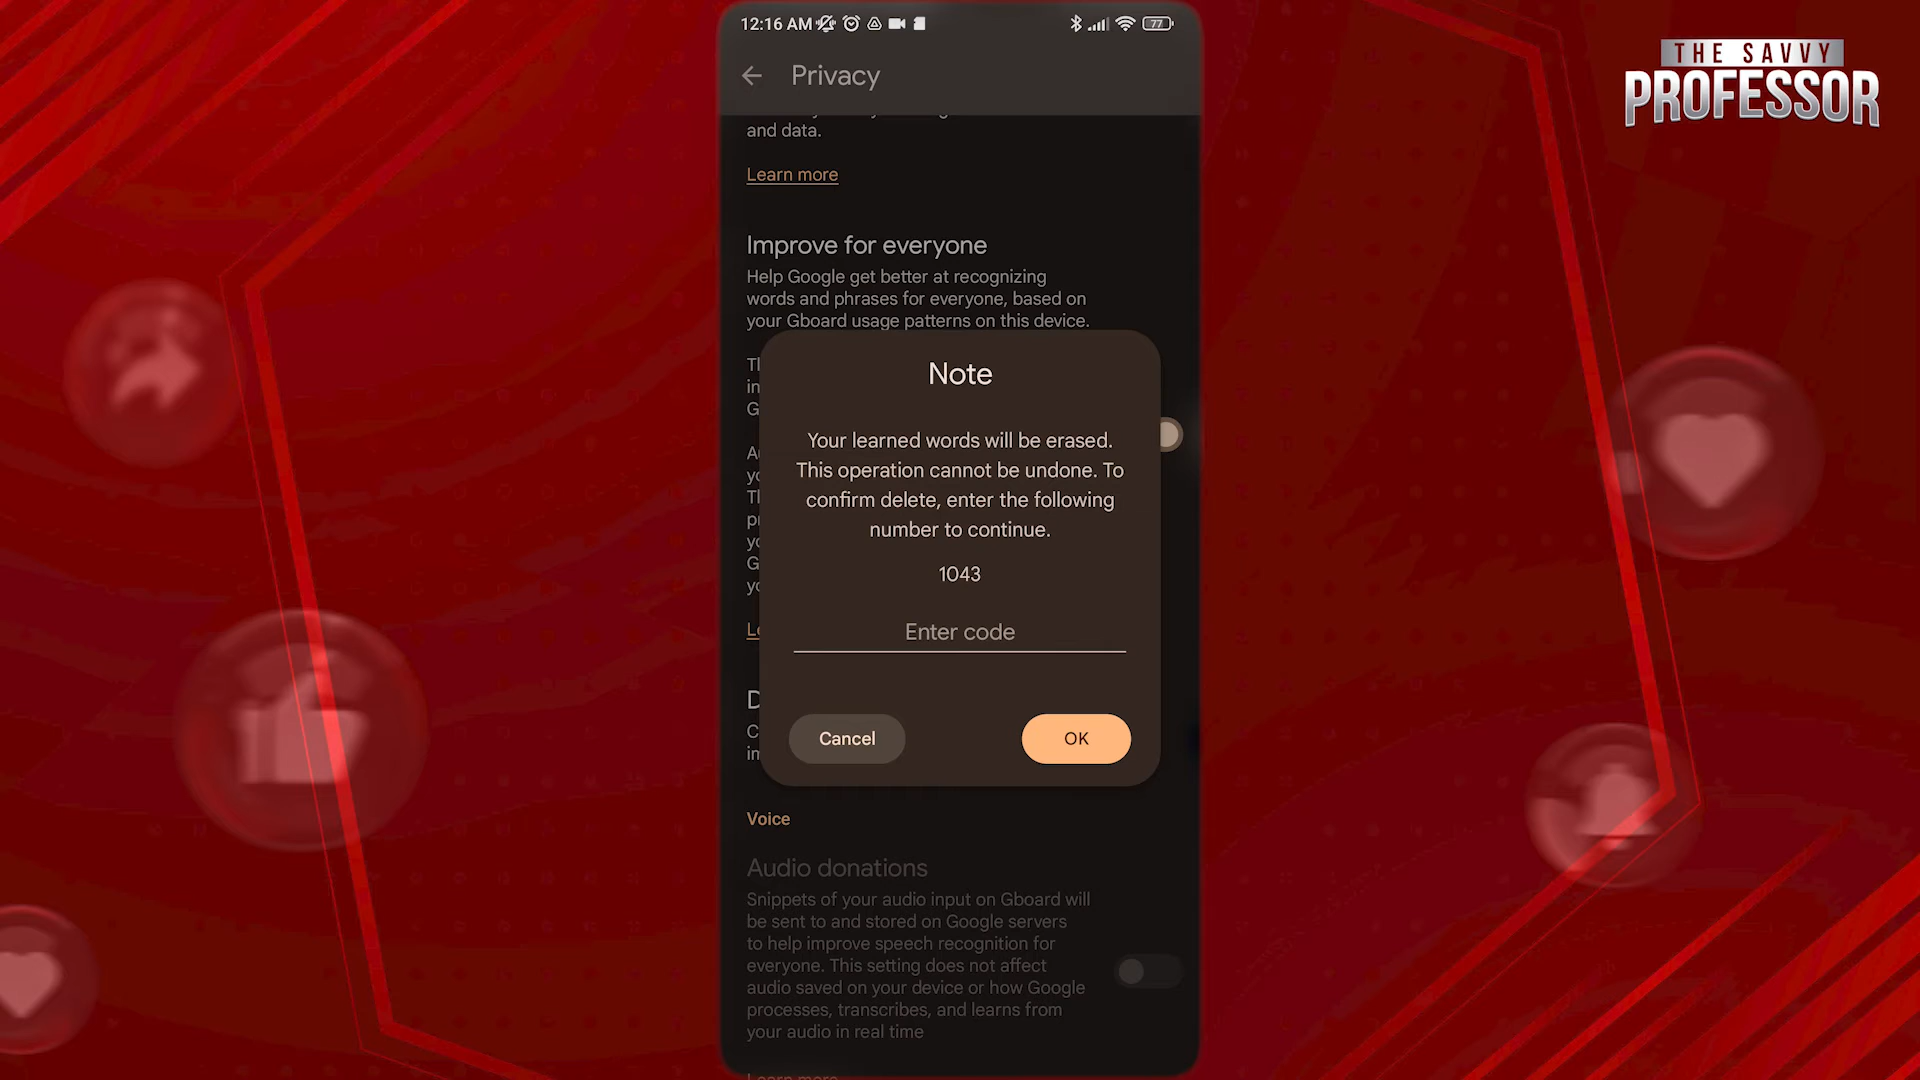 12:16 AM
77
THE SAVVY
PROFESSOR
Privacy
and data.
Learn more
Improve for everyone
Help Google get better at recognizing
words and phrases for everyone, based on
your Gboard usage patterns on this device.
Note
Your learned words will be erased.
This operation cannot be undone. To
confirm delete, enter the following
number to continue.
1043
Enter code
Cancel
OK
Voice
Audio donations
Snippets of your audio input on Gboard will
be sent to and stored on Google servers
to help improve speech recognition for
everyone. This setting does not affect
audio saved on your device or how Google
processes, transcribes, and learns from
your audio in real time